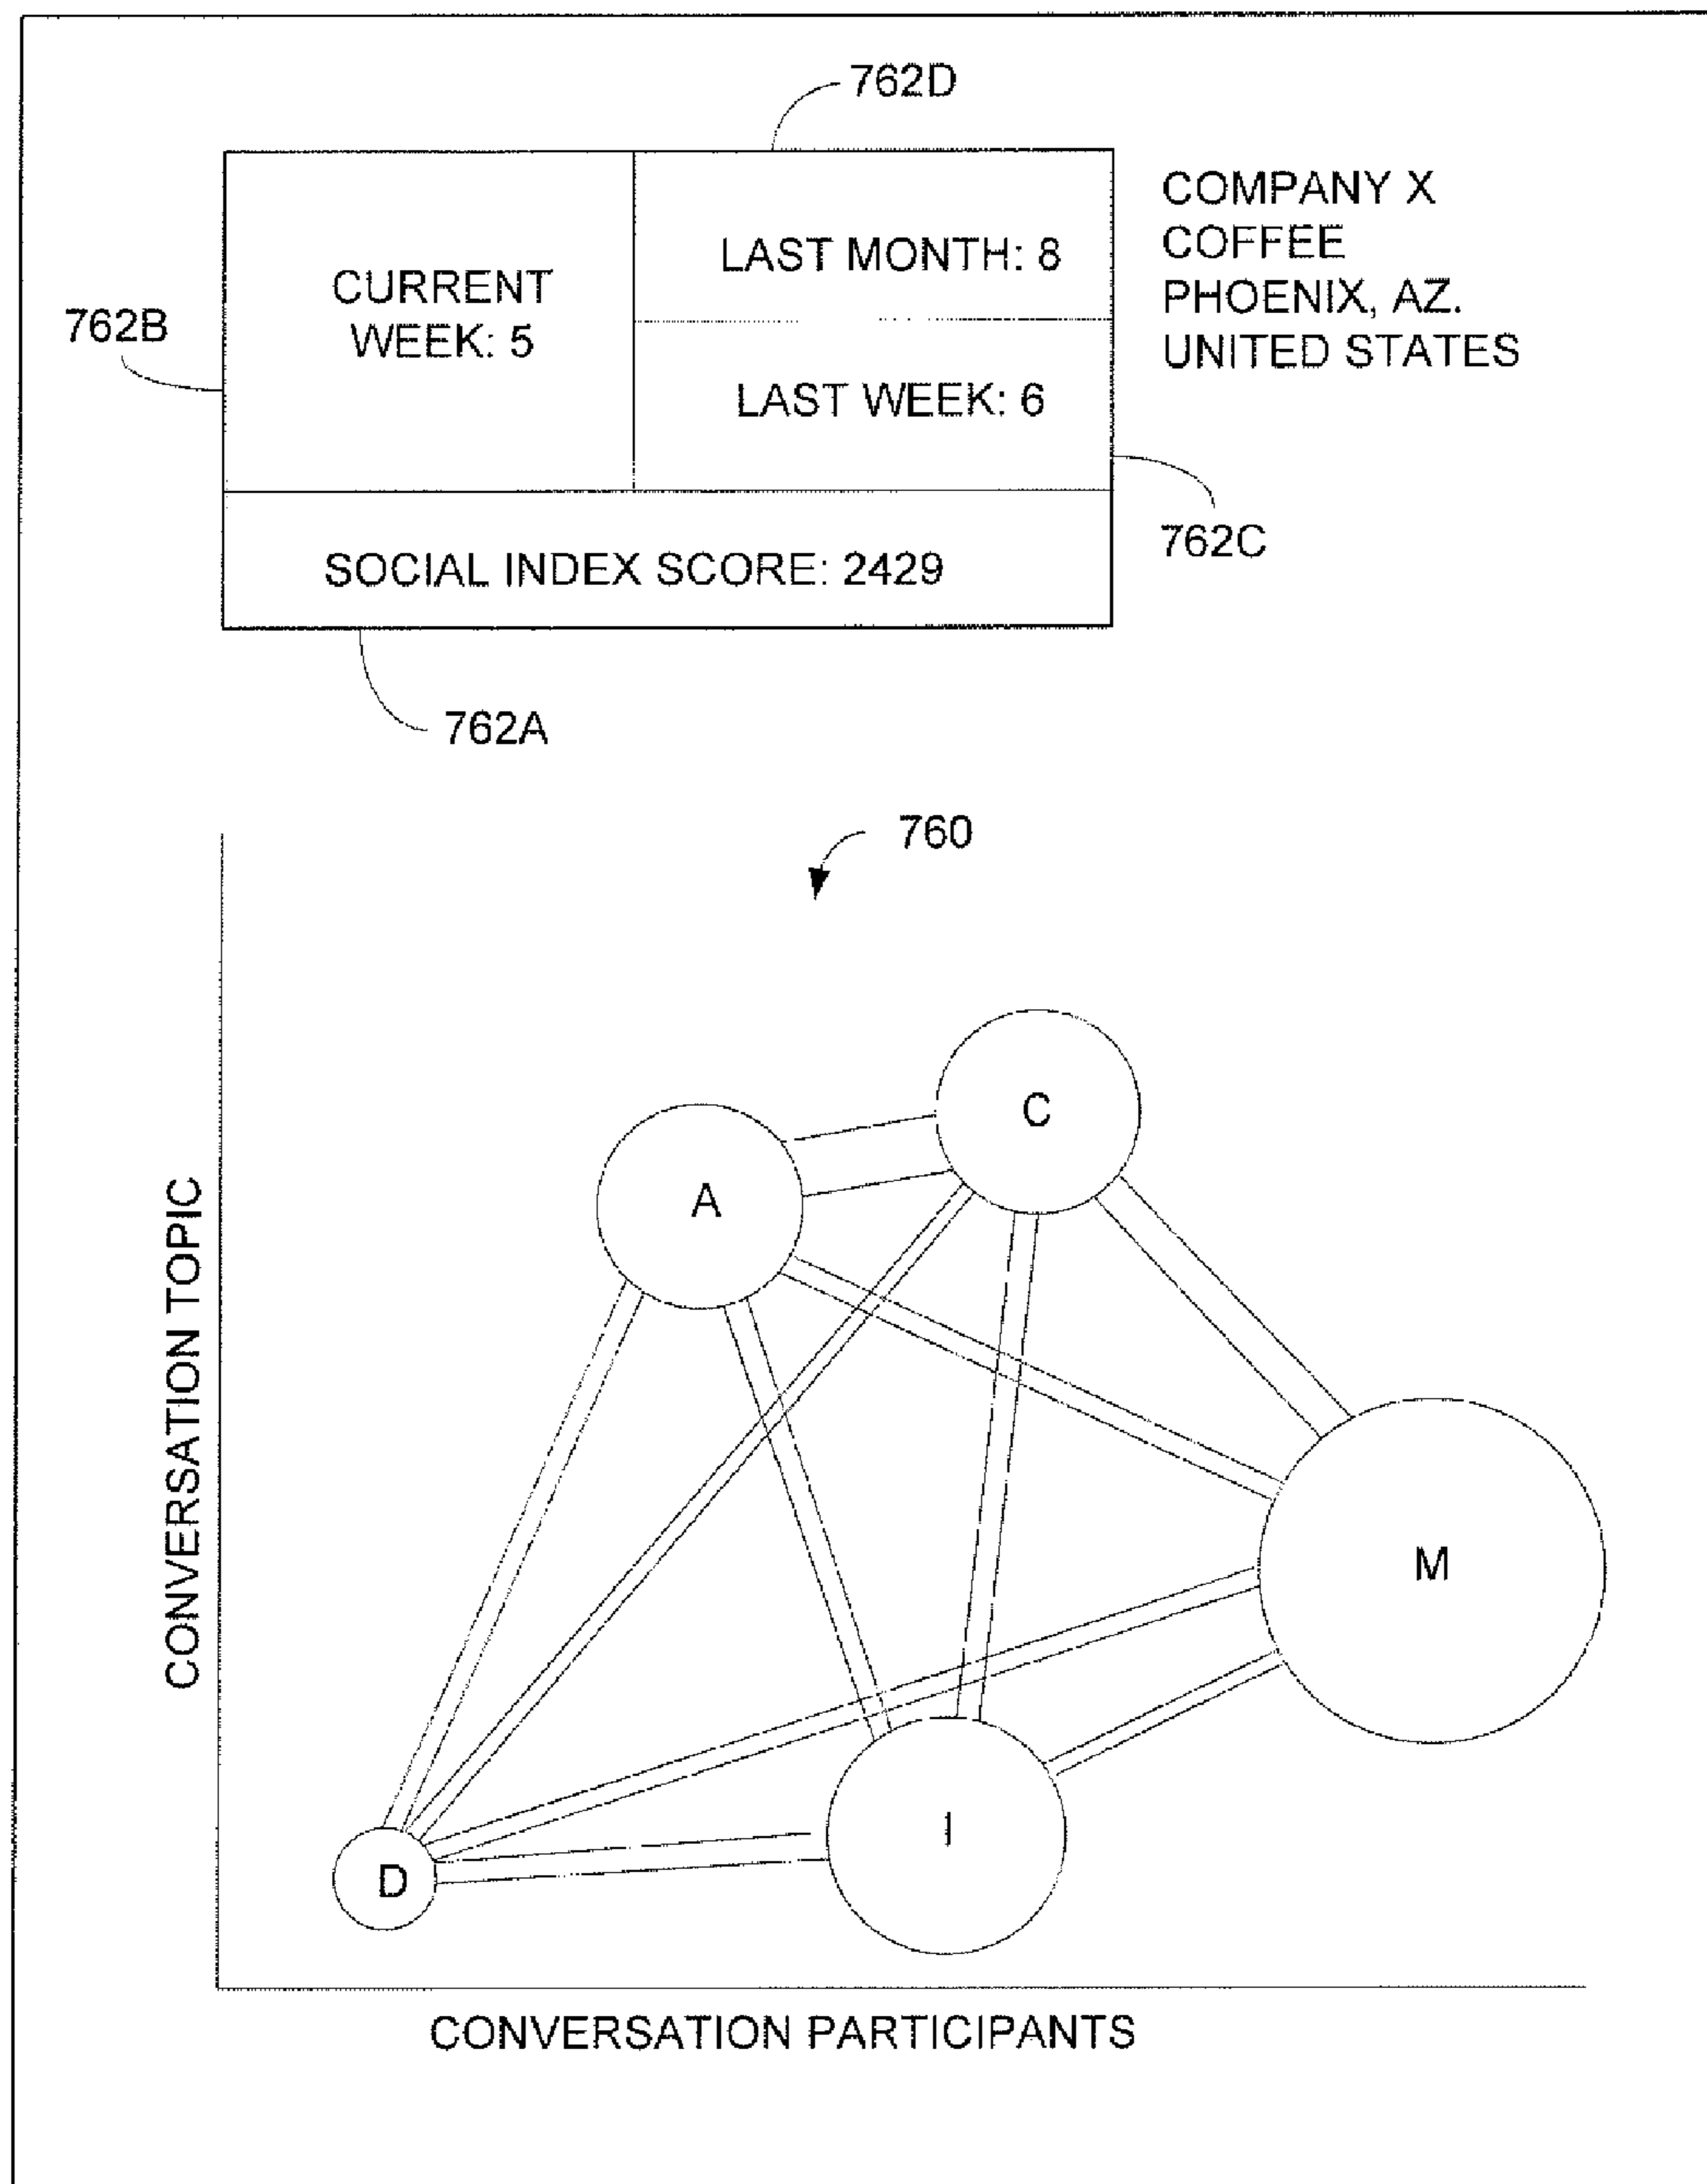 762D
COMPANY X
COFFEE
PHOENIX, AZ.
UNITED STATES
LAST MONTH: 8
CURRENT
WEEK: 5
762B
LAST WEEK: 6
762C
SOCIAL INDEX SCORE: 2429
762A
760
C
A
CONVERSATION TOPIC
M
I
D
CONVERSATION PARTICIPANTS